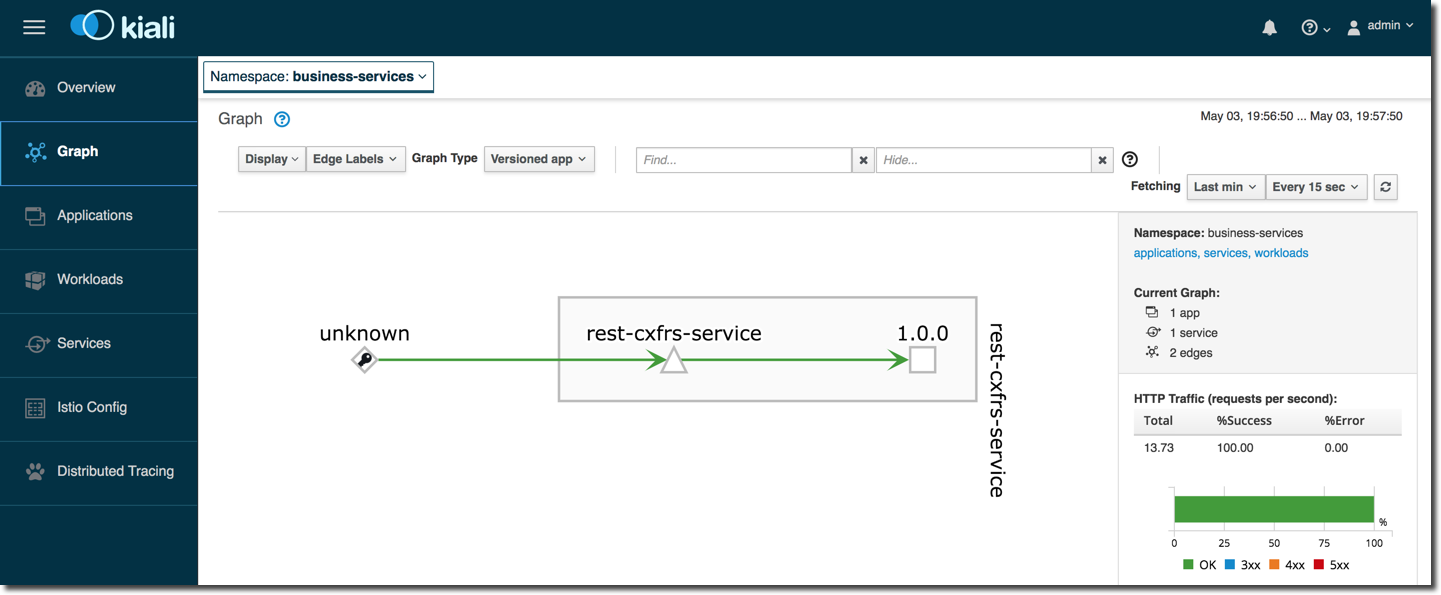 kiali
admin
Overview
Graph
Applications
Workloads
Services
Istio Config
Distributed Tracing
Namespace: business-services
Graph
May 03, 19:56:50 ... May 03, 19:57:50
Display Edge Labels Graph Type Versioned app Find... Hide...
Fetching Last min Every 15 sec
unknown rest-cxfrs-service 1.0.0
rest-cxfrs-service
Namespace: business-services
applications, services, workloads
Current Graph:
1 app
1 service
2 edges
HTTP Traffic (requests per second):
Total %Success %Error
13.73 100.00 0.00
%
0 25 50 75 100
OK 3xx 4xx 5xx